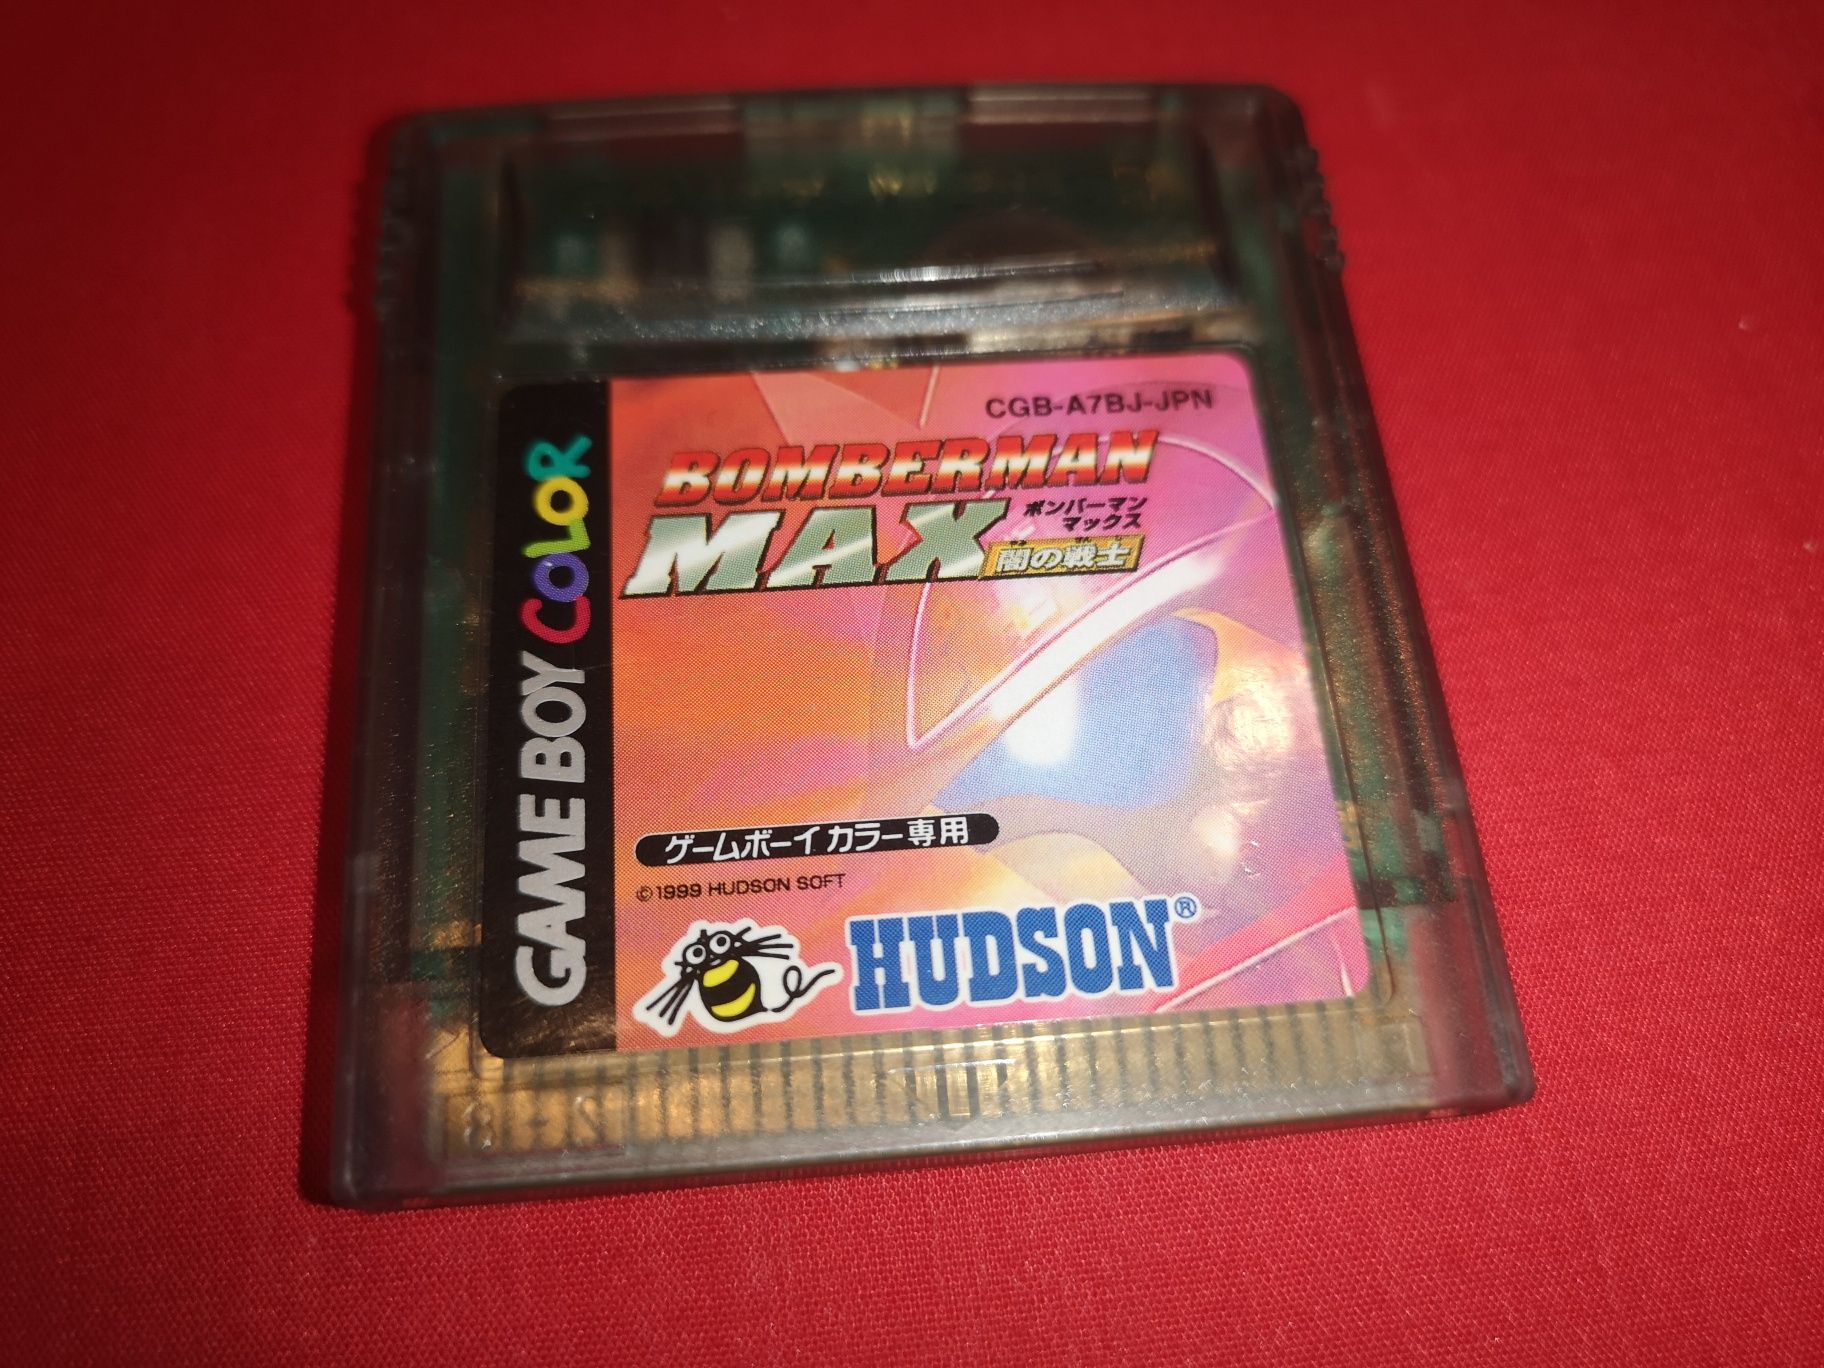 CGB-A7BJ-JPN
BOMBERMAN
MAX
ボンバーマン
マックス
闇の戦士
GAME BOY COLOR
ゲームボーイカラー専用
©1999 HUDSON SOFT
HUDSON®